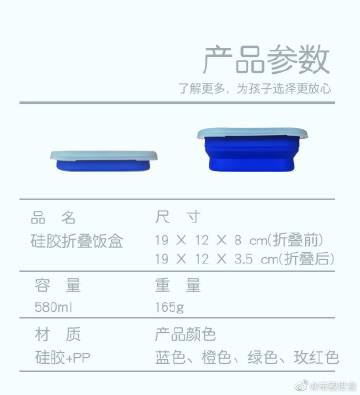 产品参数
了解更多，为孩子选择更放心
品 名
尺 寸
硅胶折叠饭盒
19 × 12 × 8 cm(折叠前)
19 × 12 × 3.5 cm(折叠后)
容 量
重 量
580ml
165g
材 质
产品颜色
硅胶+PP
蓝色、橙色、绿色、玫红色